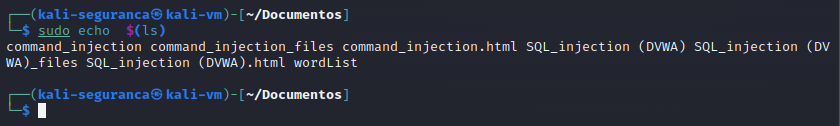 ┌──(kali-seguranca㉿kali-vm)-[~/Documentos]
└─$ sudo echo  $(ls)
command_injection command_injection_files command_injection.html SQL_injection (DVWA) SQL_injection (DV
WA)_files SQL_injection (DVWA).html wordList
┌──(kali-seguranca㉿kali-vm)-[~/Documentos]
└─$